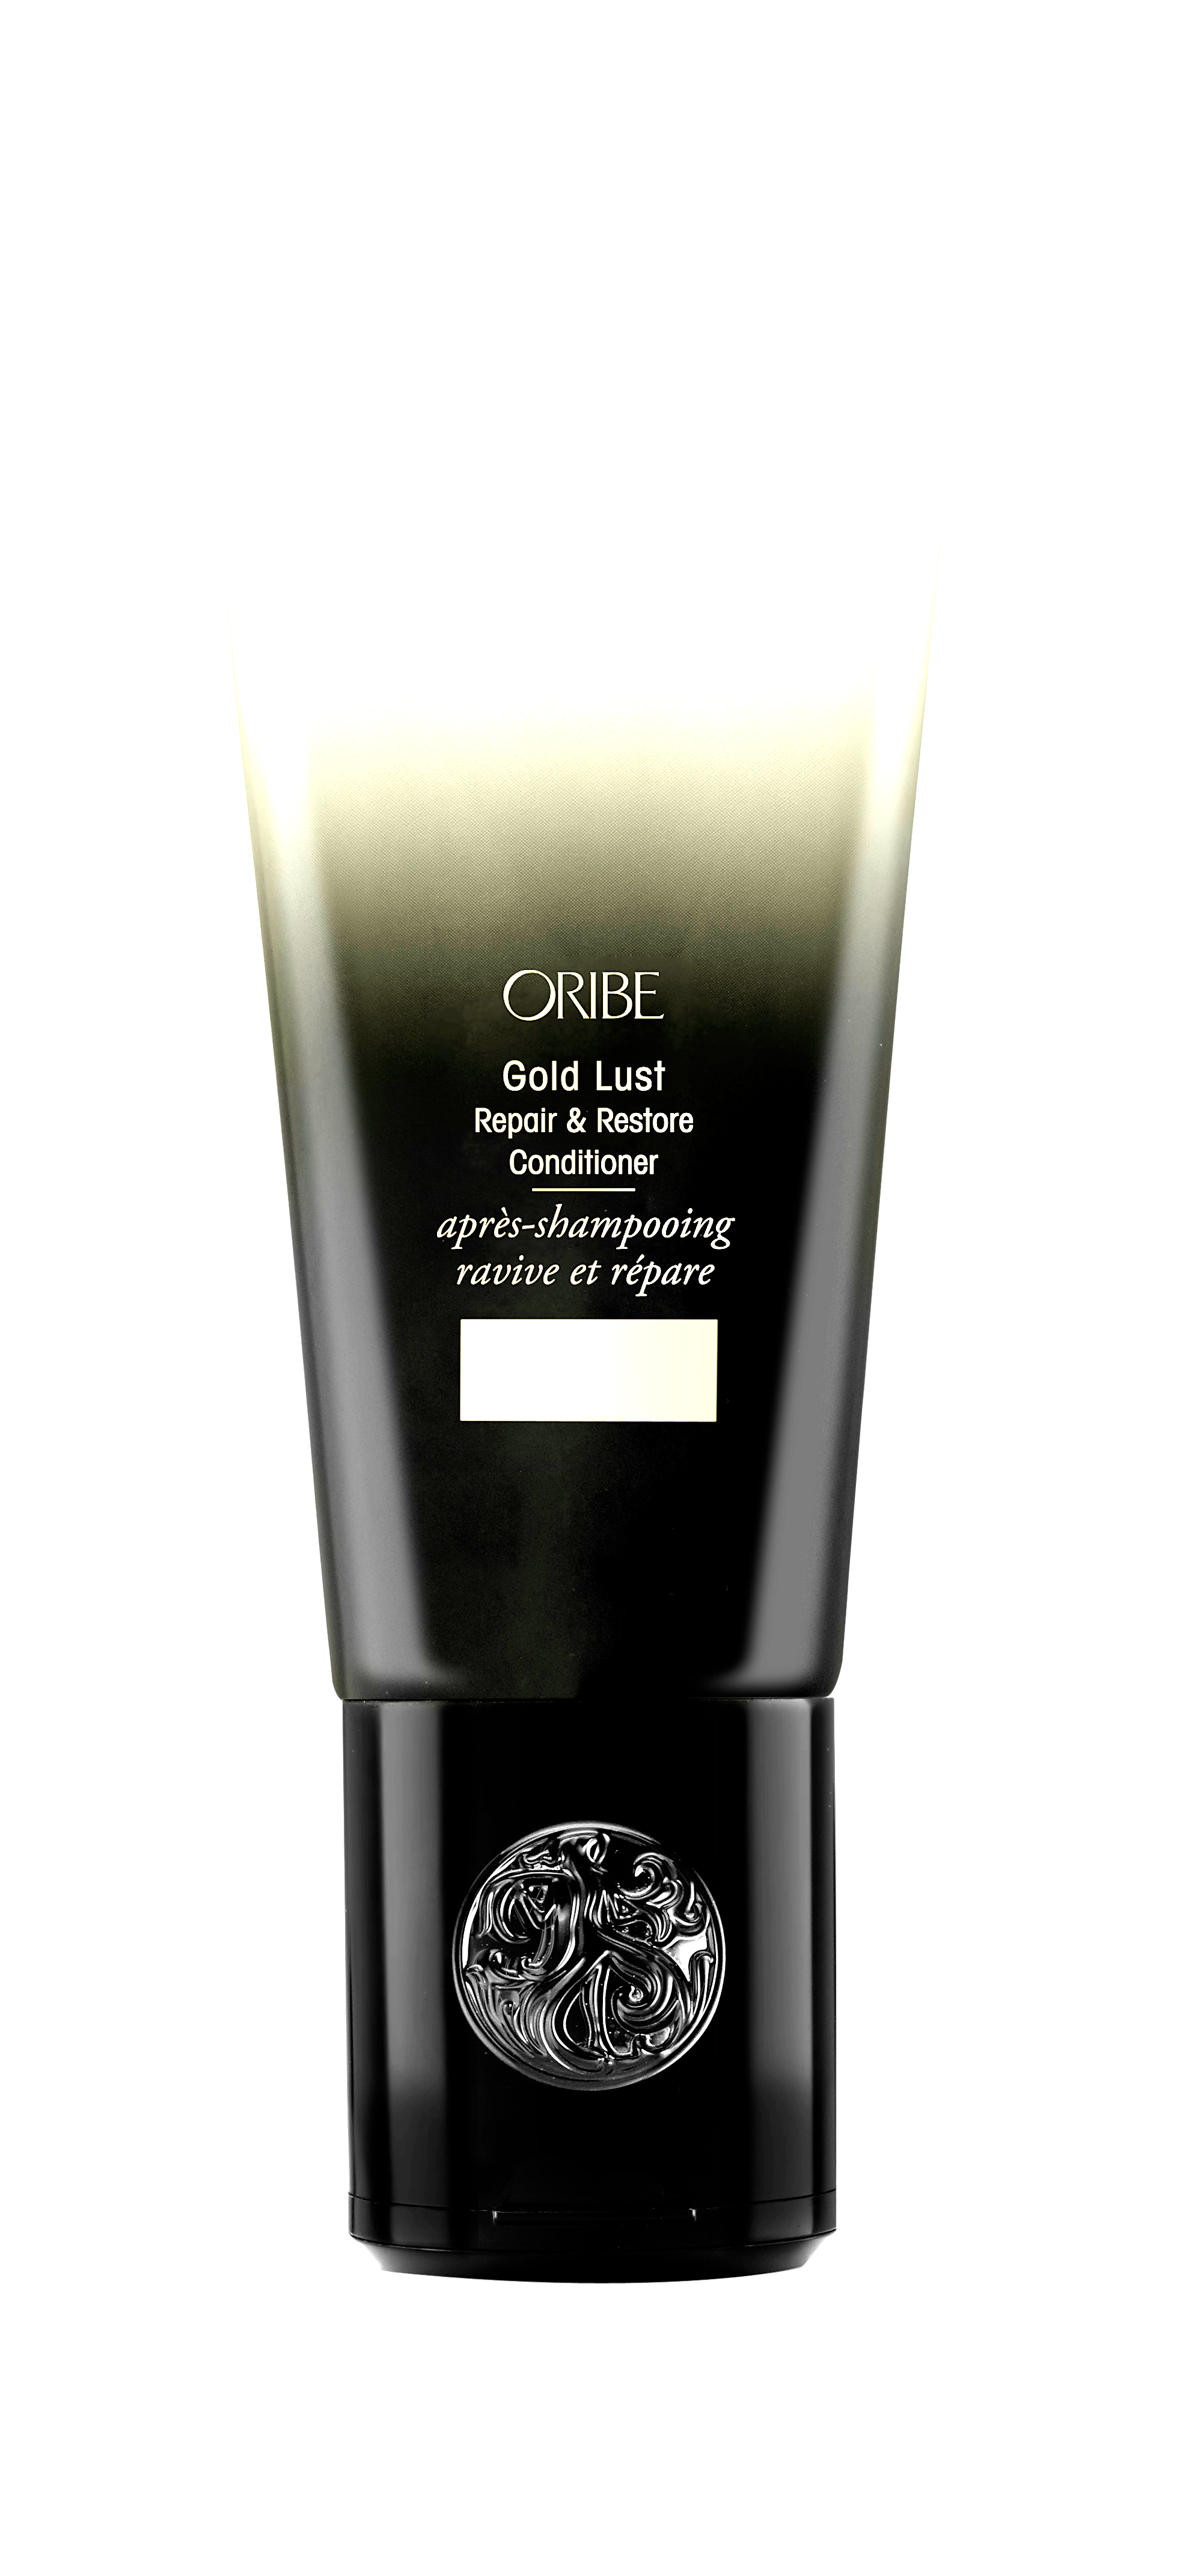 ORIBE
Gold Lust
Repair & Restore
Conditioner
après-shampooing
ravive et répare